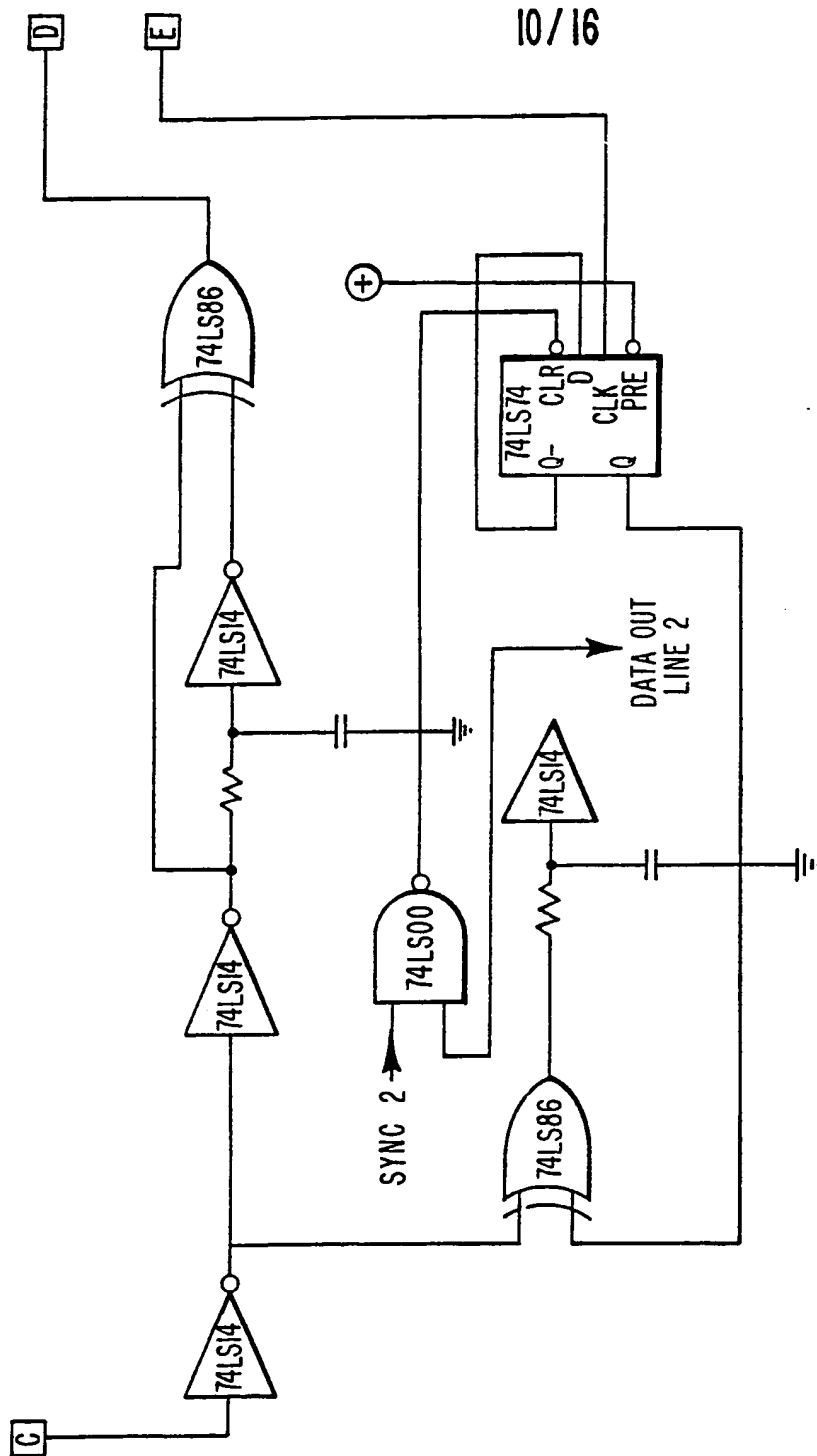 10/16
D
E
74LS86
74LS14
74LS14
74LS14
C
74LS74
Q-
CLR
D
CLK
PRE
Q
74LS00
SYNC 2
DATA OUT
LINE 2
74LS14
74LS86